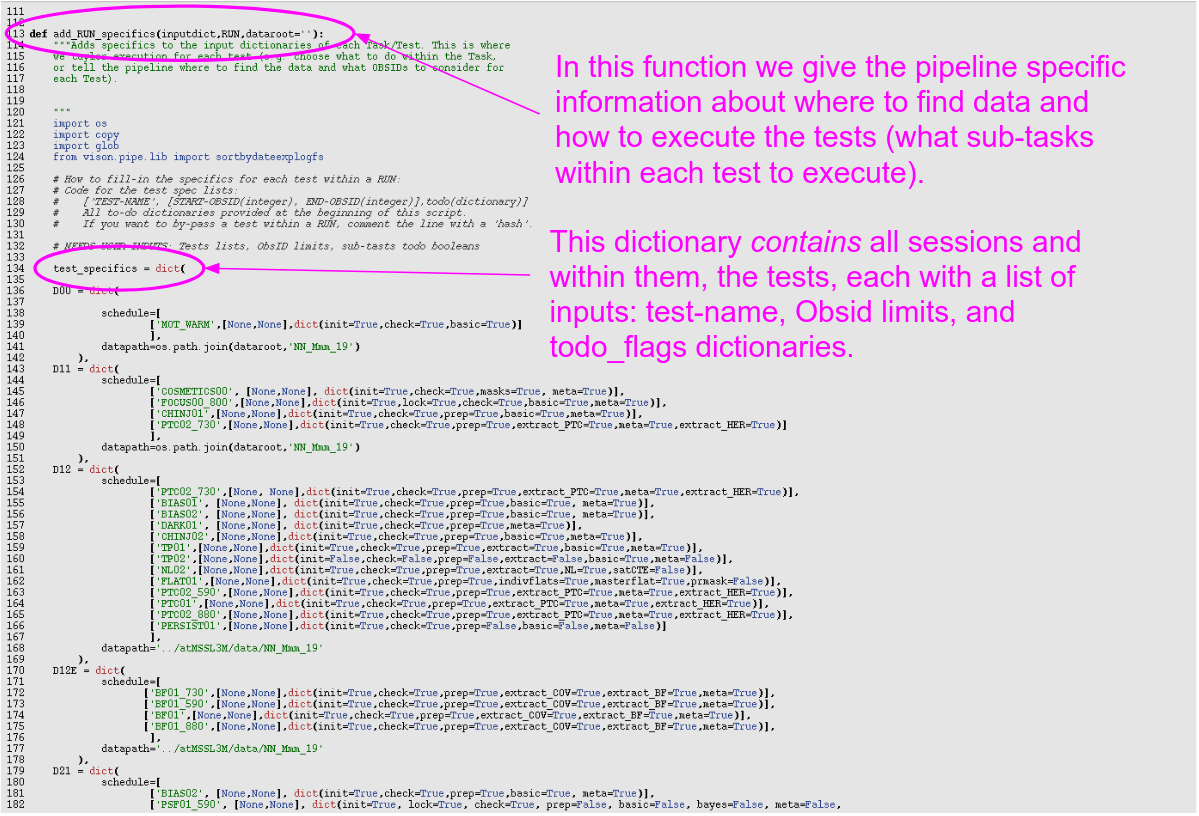 111
112
113 def add_RUN_specifics(inputdict,RUN,dataroot=''):
114 """Adds specifics to the input dictionaries of each Task/Test. This is where
115 we taylor execution for each test (e.g. choose what to do within the Task,
116 or tell the pipeline where to find the data and what OBSIDs to consider for
117 each Test).
118
119
120 """
121 import os
122 import copy
123 import glob
124 from vison.pipe.lib import sortbydateexplogfs
125
126 # How to fill-in the specifics for each test within a RUN:
127 # Code for the test spec lists:
128 # ['TEST-NAME', [START-OBSID(integer), END-OBSID(integer)],todo(dictionary)]
129 # All to-do dictionaries provided at the beginning of this script.
130 # If you want to by-pass a test within a RUN, comment the line with a 'hash'.
131
132 # NEEDS USER INPUTS: Tests lists, ObsID limits, sub-tasts todo booleans
133
134 test_specifics = dict(
135
136 D00 = dict(
137
138 schedule=[
139 ['MOT_WARM',[None,None],dict(init=True,check=True,basic=True)]
140 ],
141 datapath=os.path.join(dataroot,'NN_Mmm_19')
142 ),
143 D11 = dict(
144 schedule=[
145 ['COSMETICS00', [None,None], dict(init=True,check=True,masks=True, meta=True)],
146 ['FOCUS00_800',[None,None],dict(init=True,lock=True,check=True,basic=True,meta=True)],
147 ['CHINJ01',[None,None],dict(init=True,check=True,prep=True,basic=True,meta=True)],
148 ['PTC02_730',[None,None],dict(init=True,check=True,prep=True,extract_PTC=True,meta=True,extract_HER=True)]
149 ],
150 datapath=os.path.join(dataroot,'NN_Mmm_19')
151 ),
152 D12 = dict(
153 schedule=[
154 ['PTC02_730',[None, None],dict(init=True,check=True,prep=True,extract_PTC=True,meta=True,extract_HER=True)],
155 ['BIAS01', [None,None], dict(init=True,check=True,prep=True,basic=True, meta=True)],
156 ['BIAS02', [None,None], dict(init=True,check=True,prep=True,basic=True, meta=True)],
157 ['DARK01', [None,None], dict(init=True,check=True,prep=True,meta=True)],
158 ['CHINJ02',[None,None],dict(init=True,check=True,prep=True,basic=True,meta=True)],
159 ['TP01',[None,None],dict(init=True,check=True,prep=True,extract=True,basic=True,meta=True)],
160 ['TP02',[None,None],dict(init=False,check=False,prep=False,extract=False,basic=True,meta=False)],
161 ['NL02',[None,None],dict(init=True,check=True,prep=True,extract=True,NL=True,satCTE=False)],
162 ['FLAT01',[None,None],dict(init=True,check=True,prep=True,indivflats=True,masterflat=True,prmask=False)],
163 ['PTC02_590',[None,None],dict(init=True,check=True,prep=True,extract_PTC=True,meta=True,extract_HER=True)],
164 ['PTC01',[None,None],dict(init=True,check=True,prep=True,extract_PTC=True,meta=True,extract_HER=True)],
165 ['PTC02_880',[None,None],dict(init=True,check=True,prep=True,extract_PTC=True,meta=True,extract_HER=True)],
166 ['PERSIST01',[None,None],dict(init=True,check=True,prep=False,basic=False,meta=False)]
167 ],
168 datapath='../atMSSL3M/data/NN_Mmm_19'
169 ),
170 D12E = dict(
171 schedule=[
172 ['BF01_730',[None,None],dict(init=True,check=True,prep=True,extract_COV=True,extract_BF=True,meta=True)],
173 ['BF01_590',[None,None],dict(init=True,check=True,prep=True,extract_COV=True,extract_BF=True,meta=True)],
174 ['BF01',[None,None],dict(init=True,check=True,prep=True,extract_COV=True,extract_BF=True,meta=True)],
175 ['BF01_880',[None,None],dict(init=True,check=True,prep=True,extract_COV=True,extract_BF=True,meta=True)],
176 ],
177 datapath='../atMSSL3M/data/NN_Mmm_19'
178 ),
179 D21 = dict(
180 schedule=[
181 ['BIAS02', [None,None], dict(init=True,check=True,prep=True,basic=True, meta=True)],
182 ['PSF01_590', [None,None], dict(init=True, lock=True, check=True, prep=False, basic=False, bayes=False, meta=False,
In this function we give the pipeline specific
information about where to find data and
how to execute the tests (what sub-tasks
within each test to execute).
This dictionary contains all sessions and
within them, the tests, each with a list of
inputs: test-name, Obsid limits, and
todo_flags dictionaries.